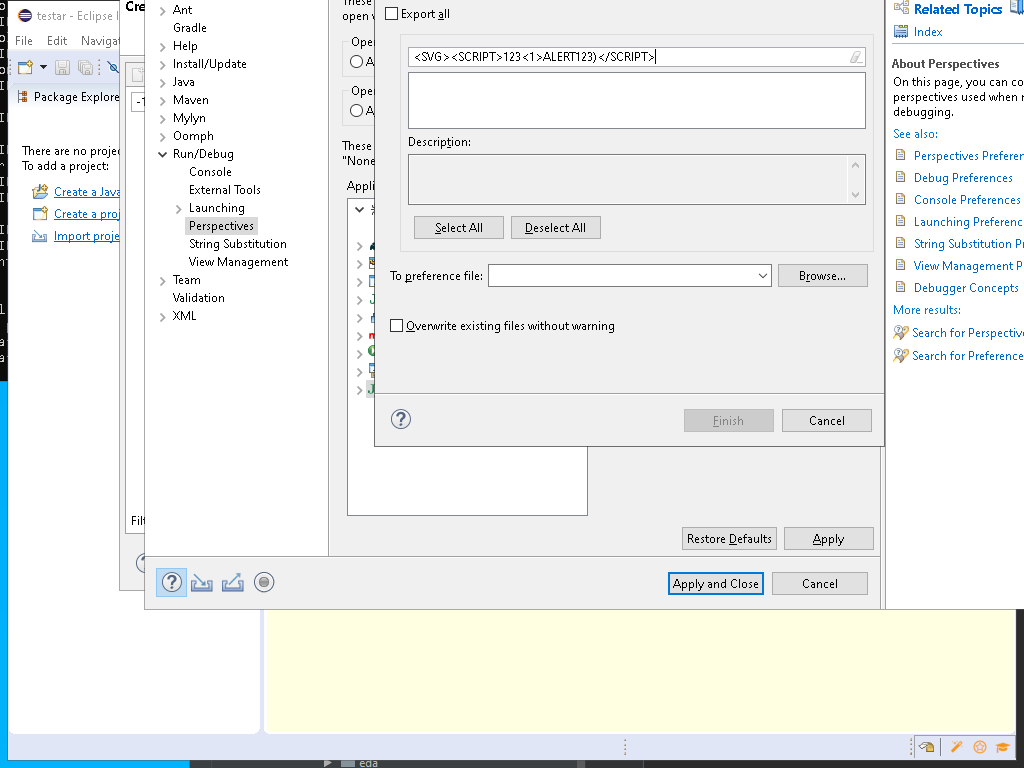 testar - Eclipse I
File Edit Navigat
Package Explore
There are no projec
To add a project:
Create a Java
Create a proj
Import proje
Cre
-1
Filt
Ant
Gradle
Help
Install/Update
Java
Maven
Mylyn
Oomph
Run/Debug
Console
External Tools
Launching
Perspectives
String Substitution
View Management
Team
Validation
XML
These
open w
Oper
A
Oper
A
These
"None
Appli
Restore Defaults Apply
Apply and Close Cancel
Export all
<SVG><SCRIPT>123<1>ALERT123)</SCRIPT>
Description:
Select All Deselect All
To preference file: Browse...
Overwrite existing files without warning
Finish Cancel
Related Topics
Index
About Perspectives
On this page, you can co
perspectives used when r
debugging.
See also:
Perspectives Preferen
Debug Preferences
Console Preferences
Launching Preferenc
String Substitution Pr
View Management P
Debugger Concepts
More results:
Search for Perspective
Search for Preference
eda